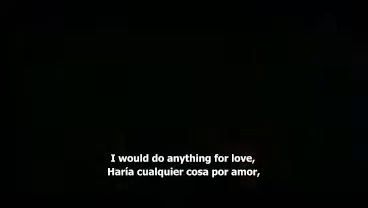 I would do anything for love,
Haría cualquier cosa por amor,